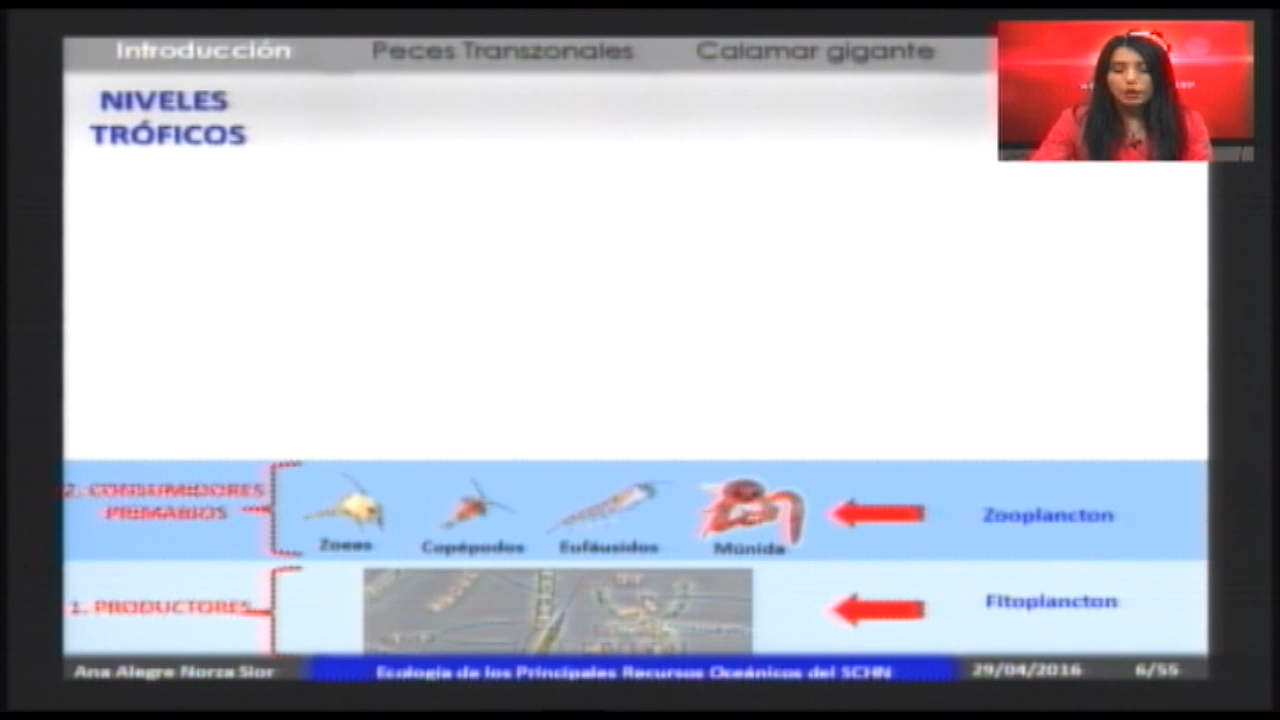 Introducción Peces Transzonales Calamar gigante
NIVELES
TRÓFICOS
2. CONSUMIDORES
PRIMARIOS
Zoeas Copépodos Eufáusidos Múnida
Zooplancton
1. PRODUCTORES
Fitoplancton
Ana Alegre Norza Sior Ecología de los Principales Recursos Oceánicos del SCHN 29/04/2016 6/55